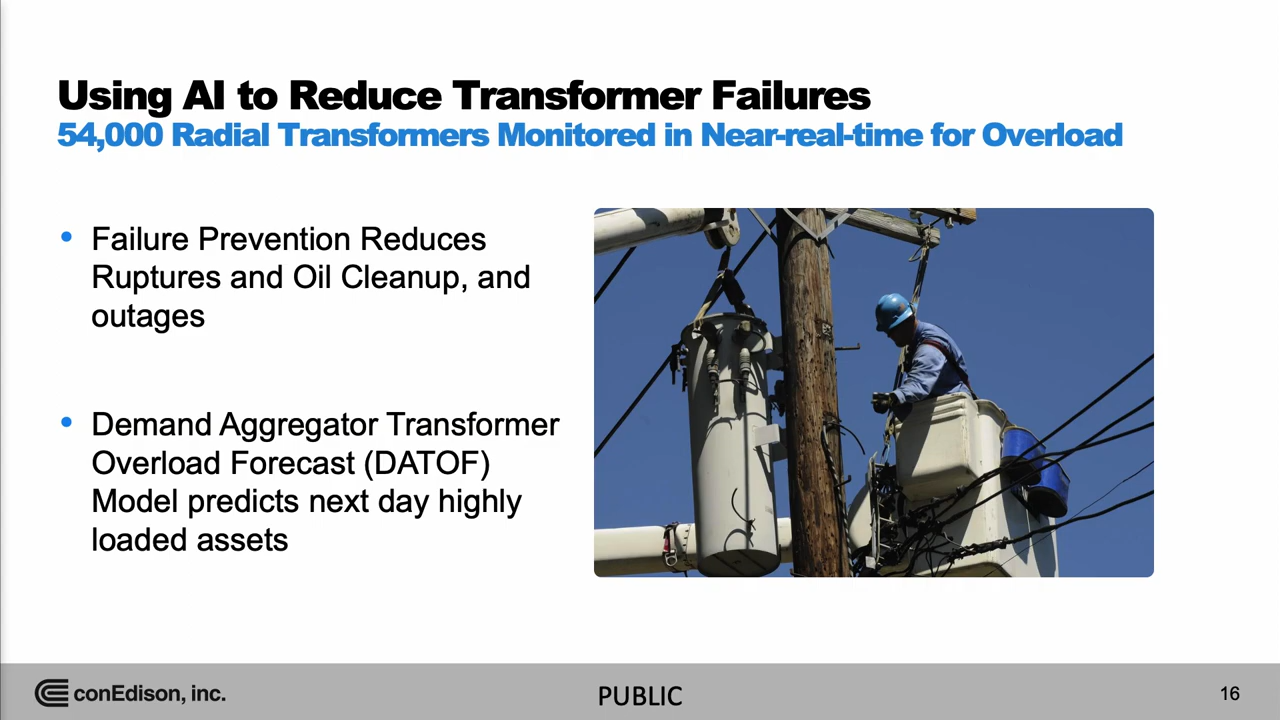 Using AI to Reduce Transformer Failures
54,000 Radial Transformers Monitored in Near-real-time for Overload
• Failure Prevention Reduces
Ruptures and Oil Cleanup, and
outages
• Demand Aggregator Transformer
Overload Forecast (DATOF)
Model predicts next day highly
loaded assets
conEdison, inc.
PUBLIC
16